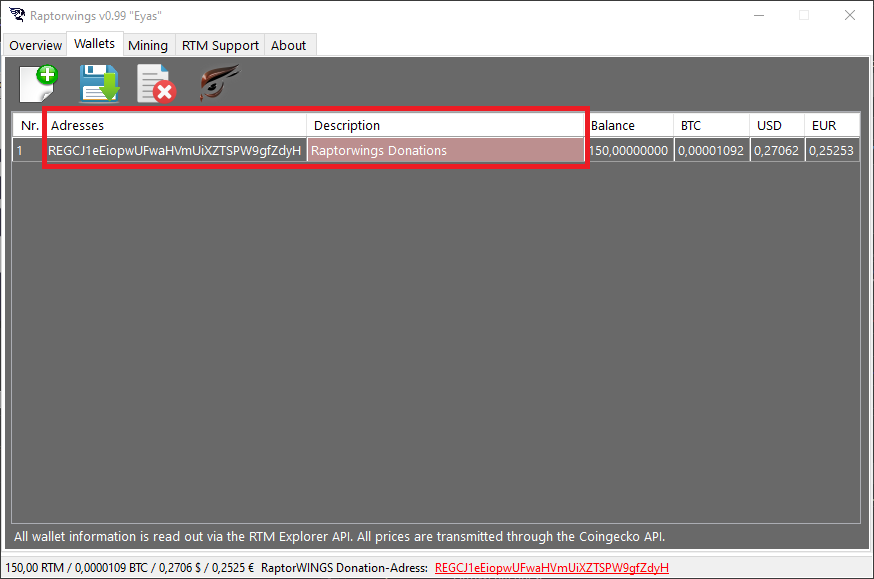 Raptorwings v0.99 "Eyas"
Overview Wallets Mining RTM Support About
Nr. Adresses Description Balance BTC USD EUR
1 REGCJ1eEiopwUFwaHVmUiXZTSPW9gfZdyH Raptorwings Donations 150,00000000 0,00001092 0,27062 0,25253
All wallet information is read out via the RTM Explorer API. All prices are transmitted through the Coingecko API.
150,00 RTM / 0,0000109 BTC / 0,2706 $ / 0,2525 € RaptorWINGS Donation-Adress: REGCJ1eEiopwUFwaHVmUiXZTSPW9gfZdyH